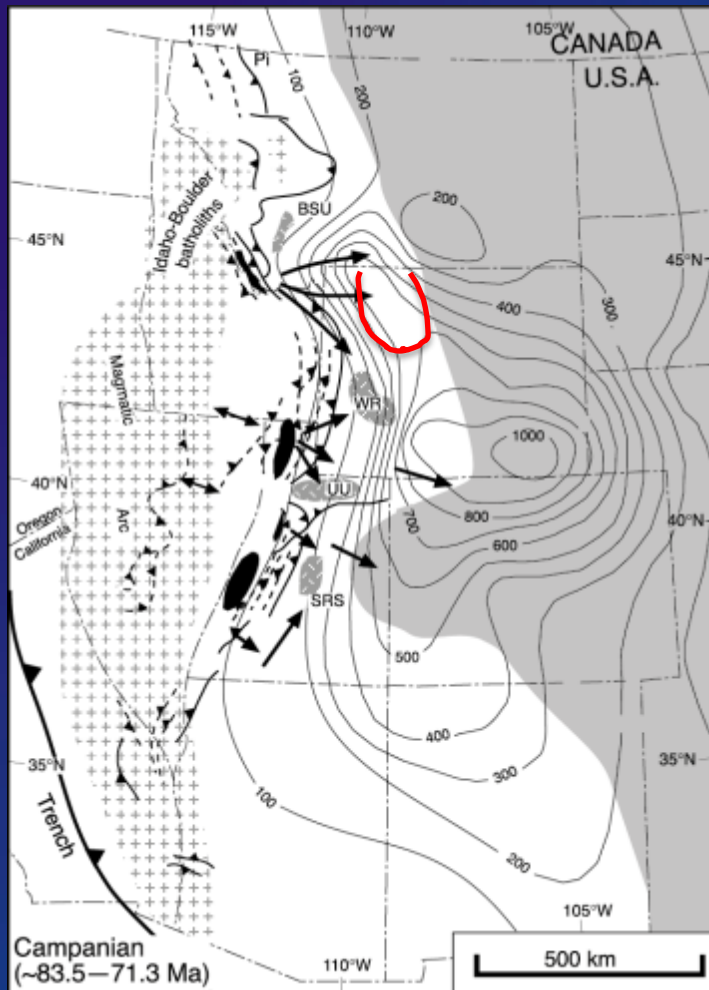 115°W
110°W
105°W
CANADA
U.S.A.
Pi
100
200
200
BSU
Idaho-Boulder
batholiths
45°N
45°N
400
300
Magmatic
WR
1000
40°N
UU
Oregon
California
Arc
700
800
40°N
600
SRS
500
400
35°N
300
35°N
100
200
Trench
105°W
Campanian
(~83.5—71.3 Ma)
110°W
500 km